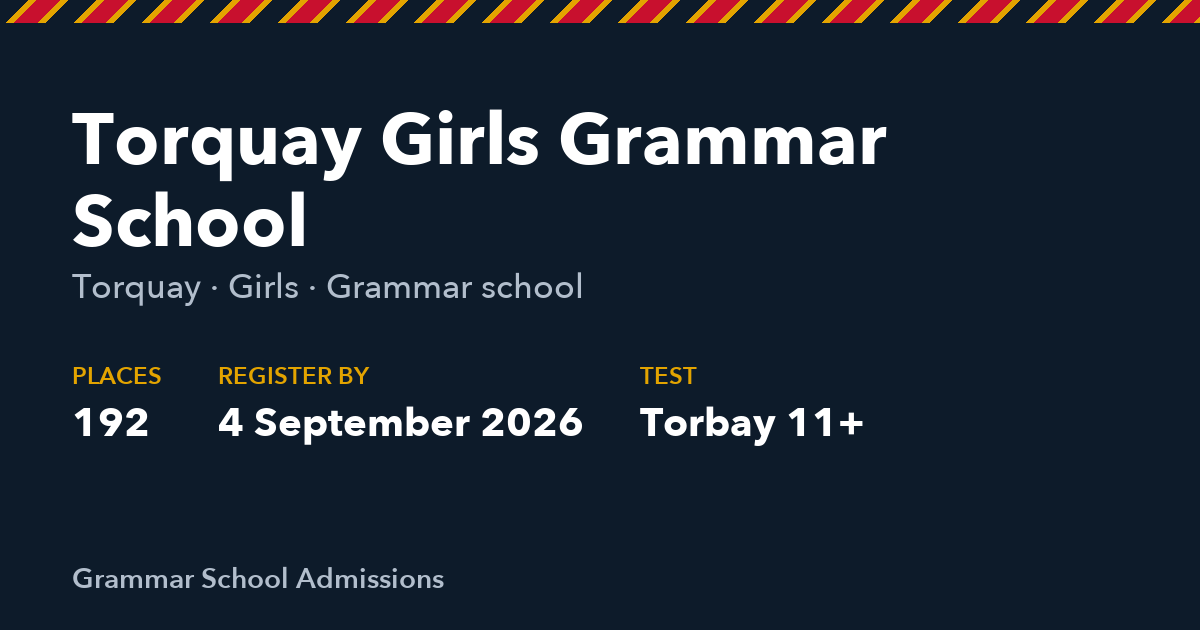 Torquay Girls Grammar
School
Torquay · Girls · Grammar school
PLACES REGISTER BY TEST
192 4 September 2026 Torbay 11+
Grammar School Admissions